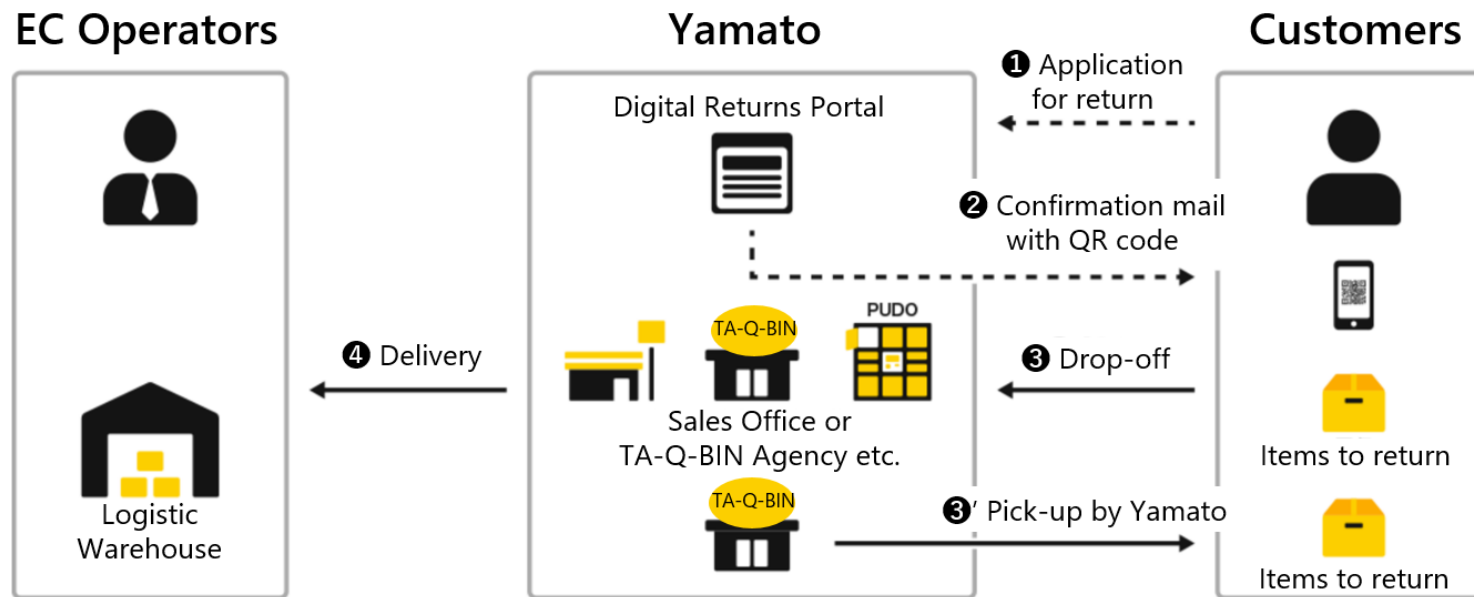 EC Operators
Yamato
Customers
❶ Application
for return
Digital Returns Portal
❷ Confirmation mail
with QR code
PUDO
TA-Q-BIN
❹ Delivery
❸ Drop-off
Sales Office or
TA-Q-BIN Agency etc.
Items to return
TA-Q-BIN
❸’ Pick-up by Yamato
Logistic
Warehouse
Items to return